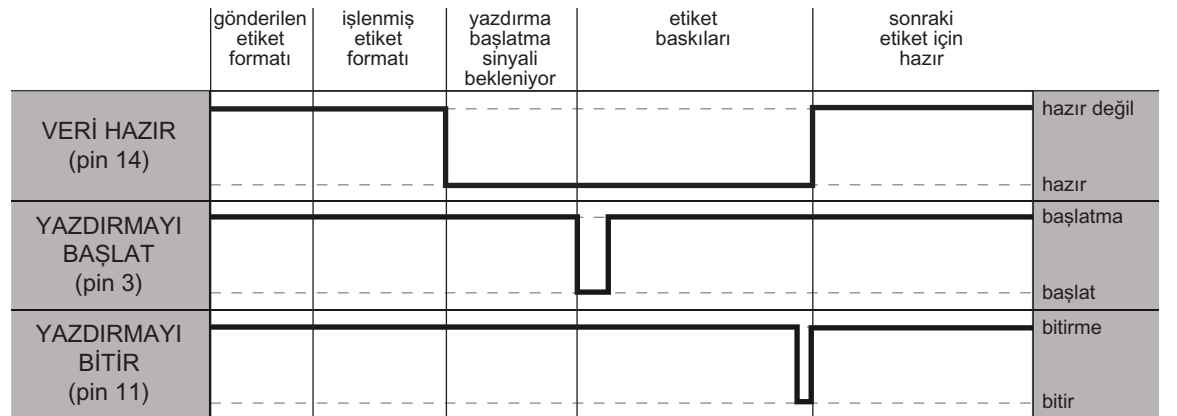 gönderilen
etiket
formatı
işlenmiş
etiket
formatı
yazdırma
başlatma
sinyali
bekleniyor
etiket
baskıları
sonraki
etiket için
hazır
VERİ HAZIR
(pin 14)
hazır değil
hazır
YAZDIRMAYI
BAŞLAT
(pin 3)
başlatma
başlat
YAZDIRMAYI
BİTİR
(pin 11)
bitirme
bitir